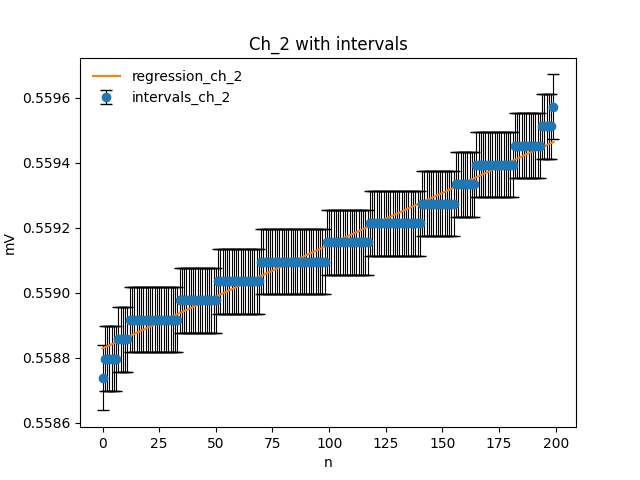 Ch_2 with intervals
regression_ch_2
intervals_ch_2
mV
0.5596
0.5594
0.5592
0.5590
0.5588
0.5586
0 25 50 75 100 125 150 175 200
n